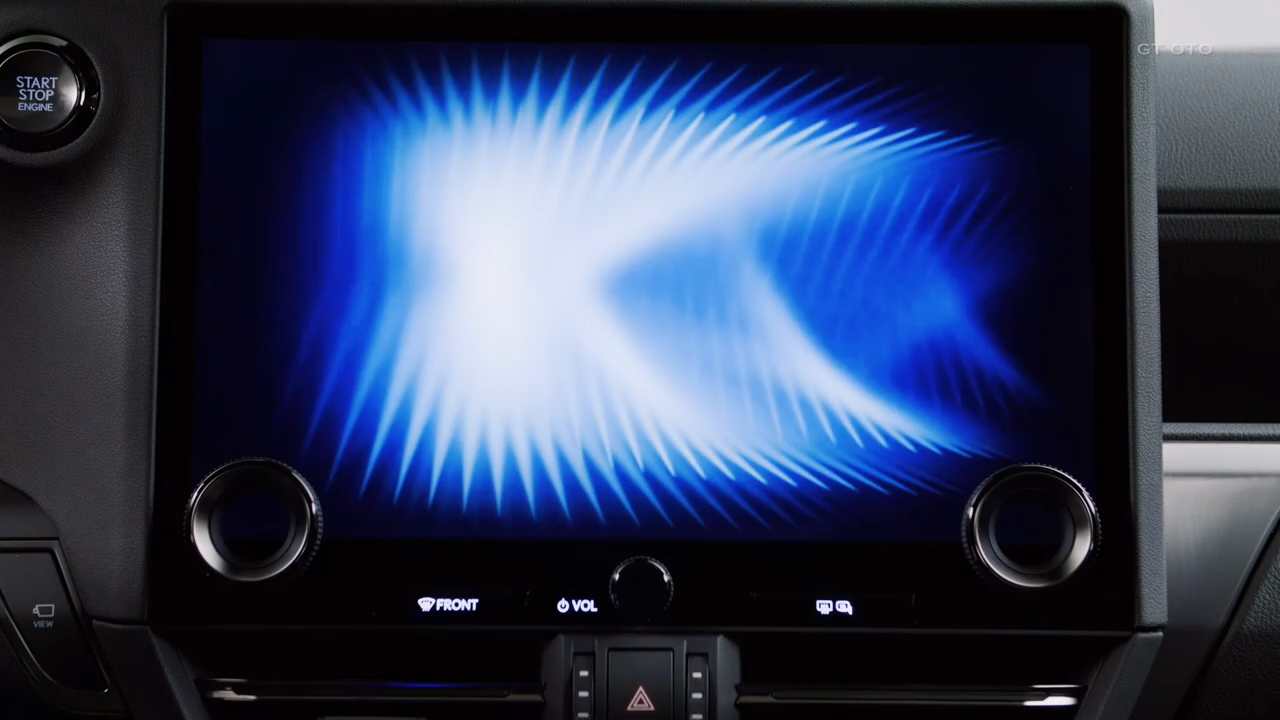 GT OTO
START
STOP
ENGINE
FRONT
VOL
VIEW